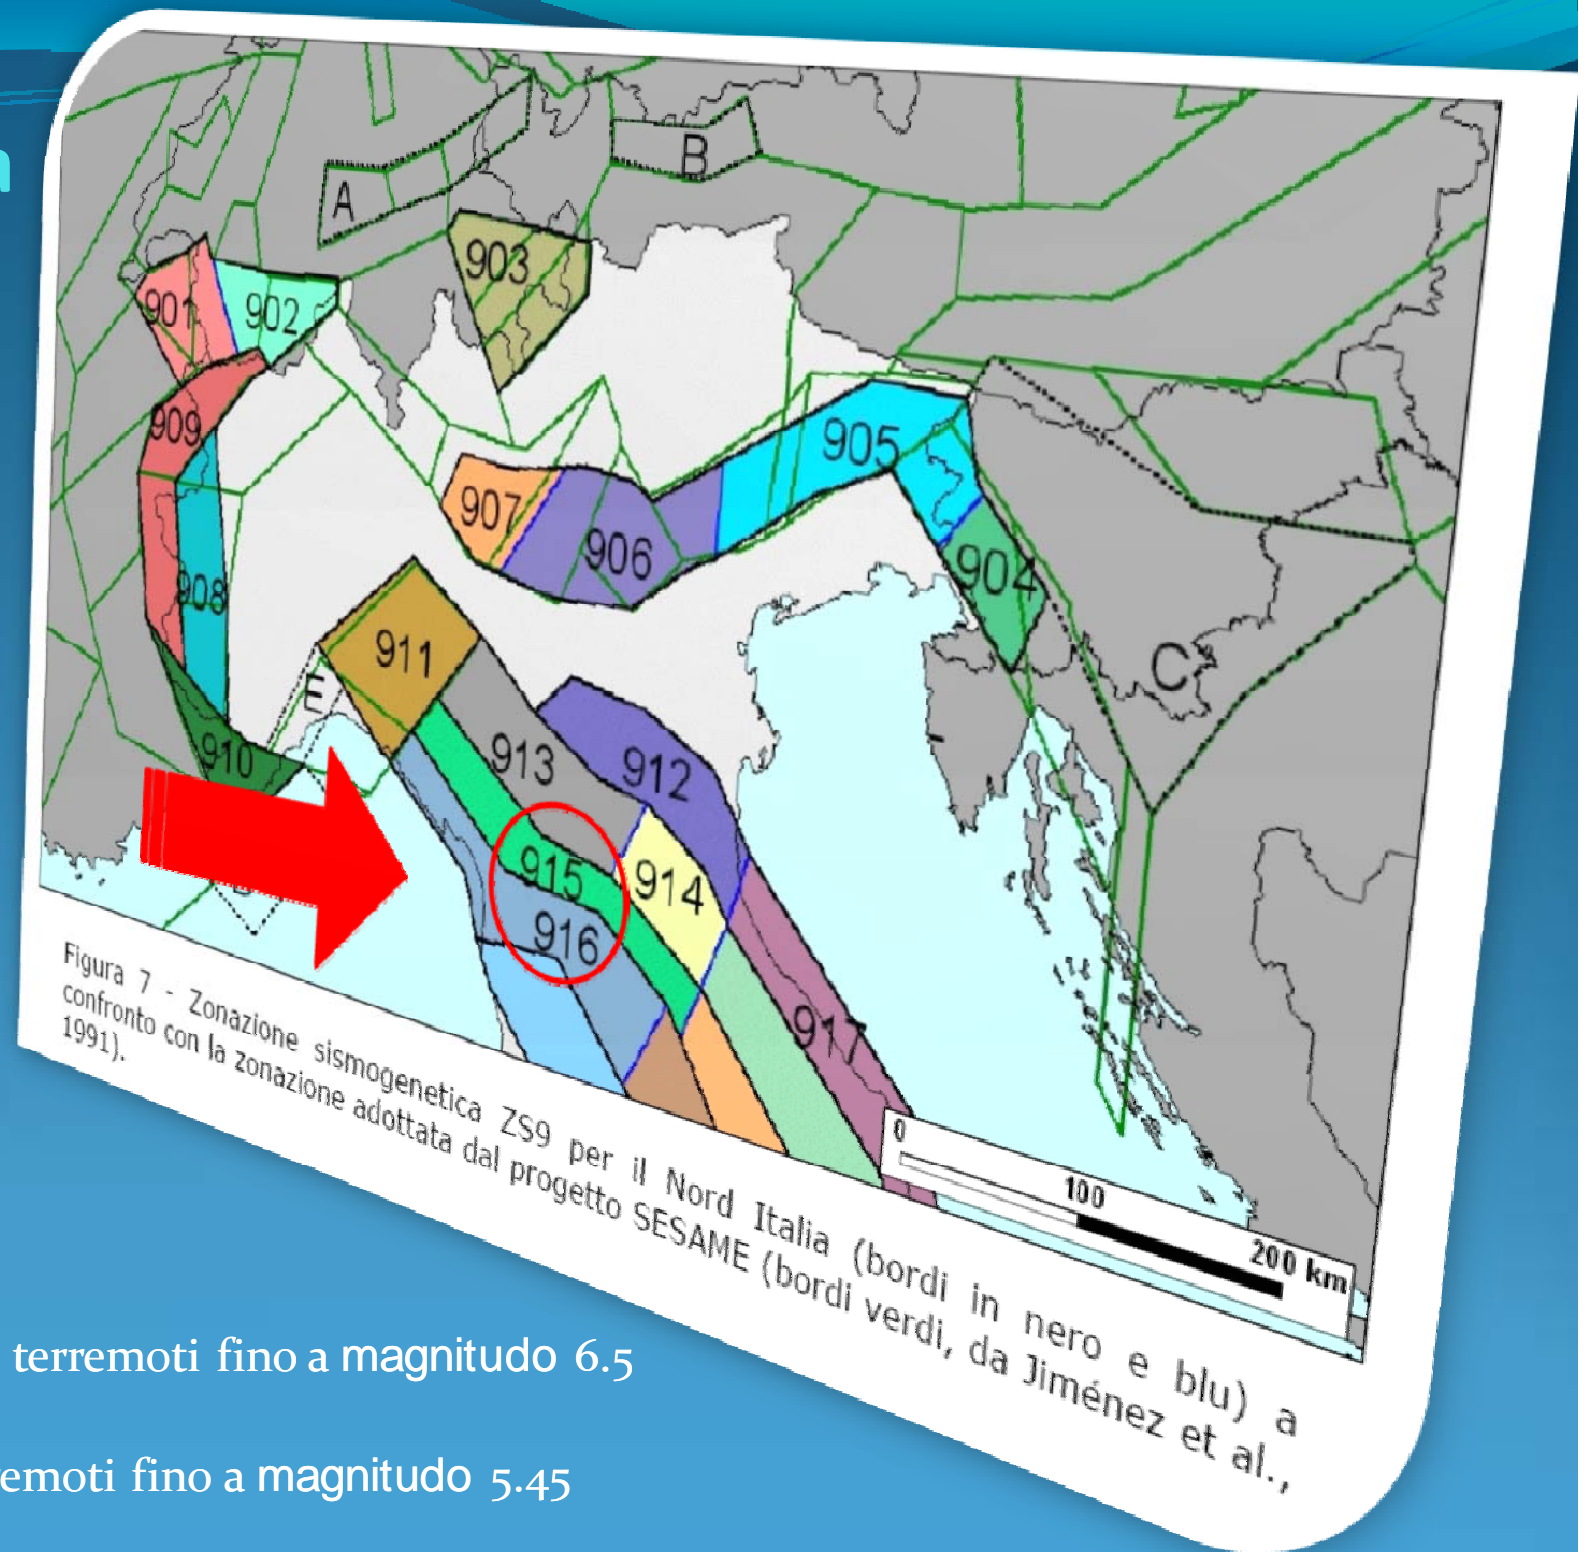 A
B
903
901
902
909
905
907
906
904
908
911
C
E
910
913
912
915
914
916
917
0
100
200 km
Figura 7 - Zonazione sismogenetica ZS9 per il Nord Italia (bordi in nero e blu) a
confronto con la zonazione adottata dal progetto SESAME (bordi verdi, da Jiménez et al.,
1991).
terremoti fino a magnitudo 6.5
fino a magnitudo 5.45